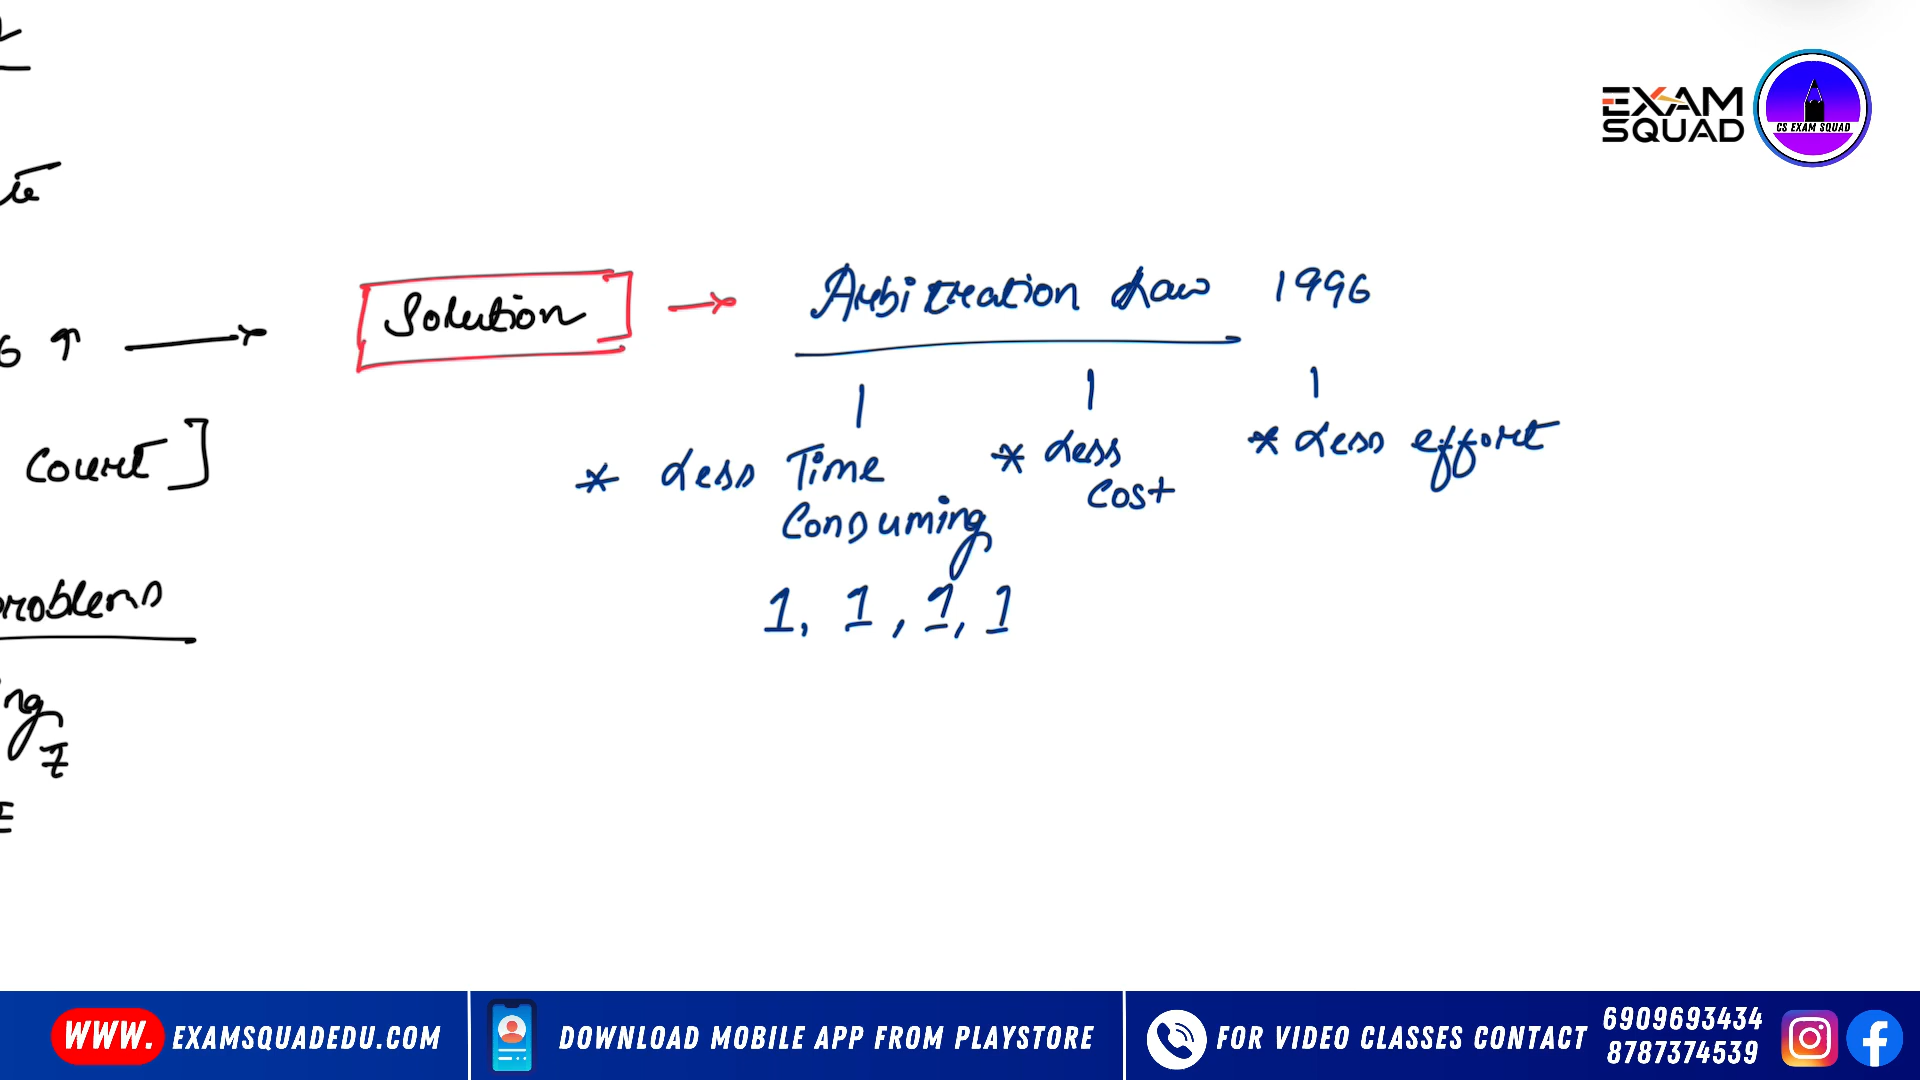 EXAM
SQUAD
CS EXAM SQUAD
Solution → Arbitration Law 1996
↑
Court]
* Less Time
Consuming
* Less
Cost
* Less effort
1, 1, 1, 1
problems
WWW. EXAMSQUADEDU.COM
DOWNLOAD MOBILE APP FROM PLAYSTORE
FOR VIDEO CLASSES CONTACT
6909693434
8787374539